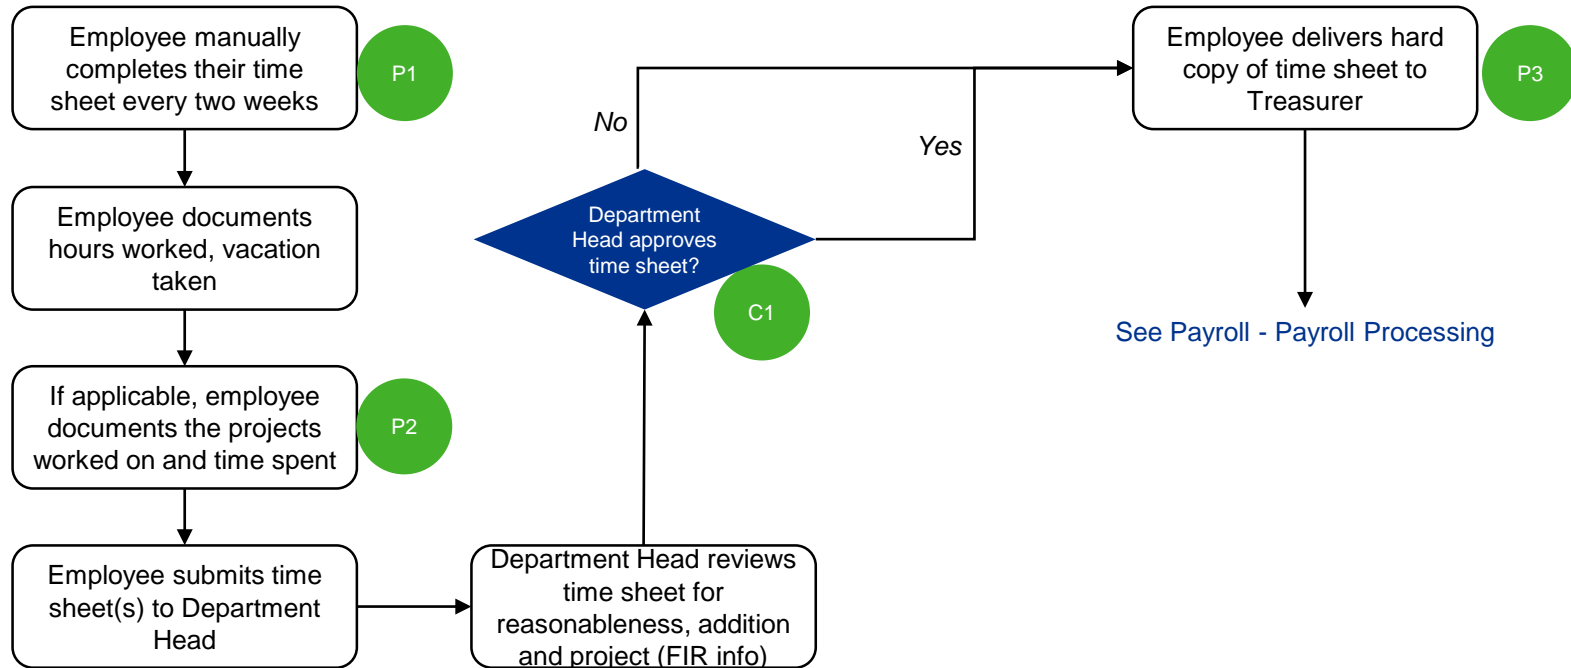 Employee manually
completes their time
sheet every two weeks
P1
Employee documents
hours worked, vacation
taken
If applicable, employee
documents the projects
worked on and time spent
P2
Employee submits time
sheet(s) to Department
Head
Department Head reviews
time sheet for
reasonableness, addition
and project (FIR info)
Department
Head approves
time sheet?
C1
No
Yes
Employee delivers hard
copy of time sheet to
Treasurer
P3
See Payroll - Payroll Processing